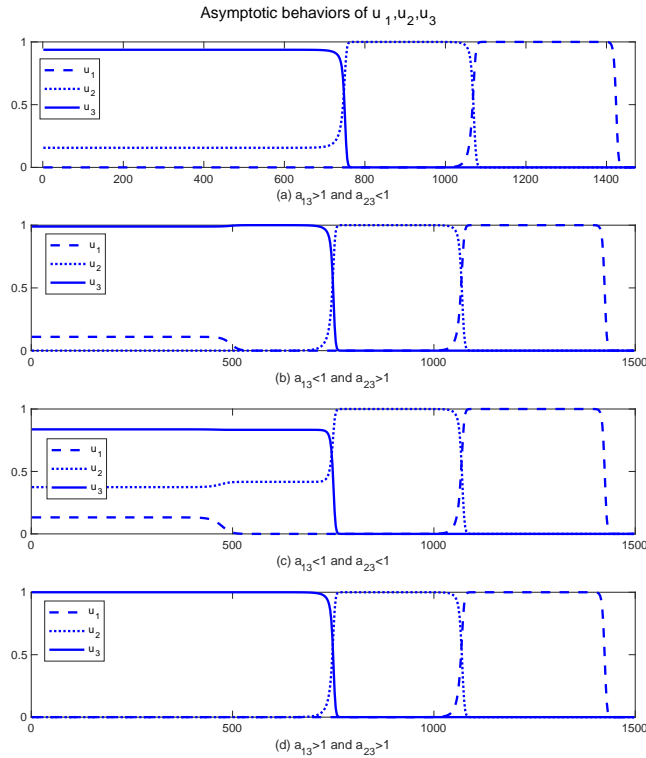 Asymptotic behaviors of u₁,u₂,u₃
1
0.5
0
u₁
u₂
u₃
0 200 400 600 800 1000 1200 1400
(a) a₁₃>1 and a₂₃<1
1
0.5
0
u₁
u₂
u₃
0 500 1000 1500
(b) a₁₃<1 and a₂₃>1
1
0.5
0
u₁
u₂
u₃
0 500 1000 1500
(c) a₁₃<1 and a₂₃<1
1
0.5
0
u₁
u₂
u₃
0 500 1000 1500
(d) a₁₃>1 and a₂₃>1